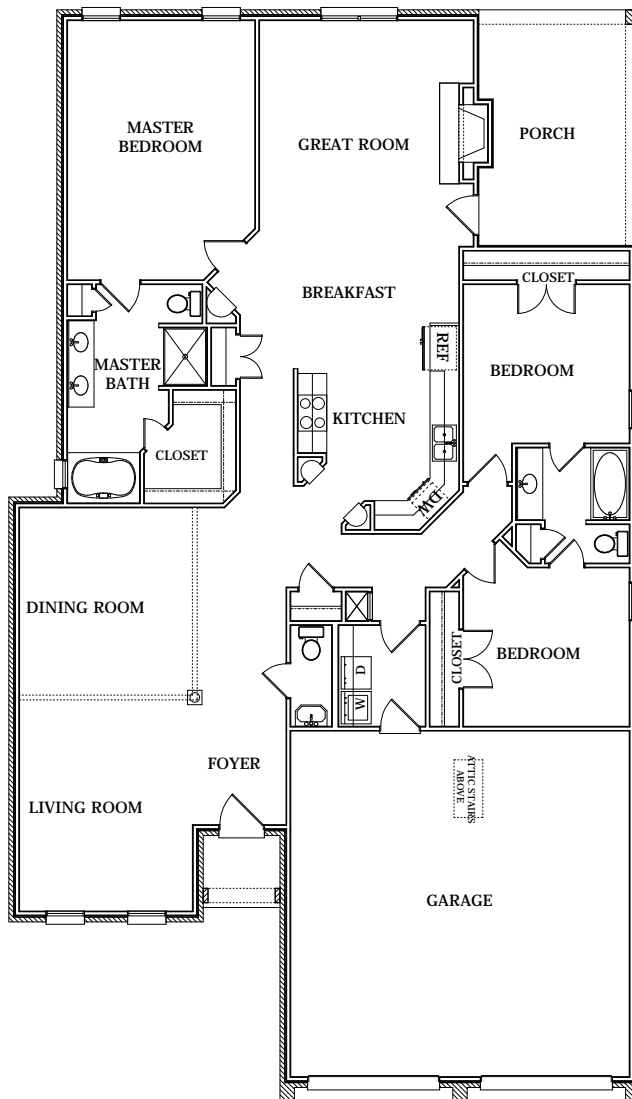 MASTER
BEDROOM
GREAT ROOM
PORCH
CLOSET
BREAKFAST
REF
MASTER
BATH
BEDROOM
KITCHEN
CLOSET
DW
DINING ROOM
CLOSET
BEDROOM
D
W
FOYER
ATTIC STAIRS
ABOVE
LIVING ROOM
GARAGE